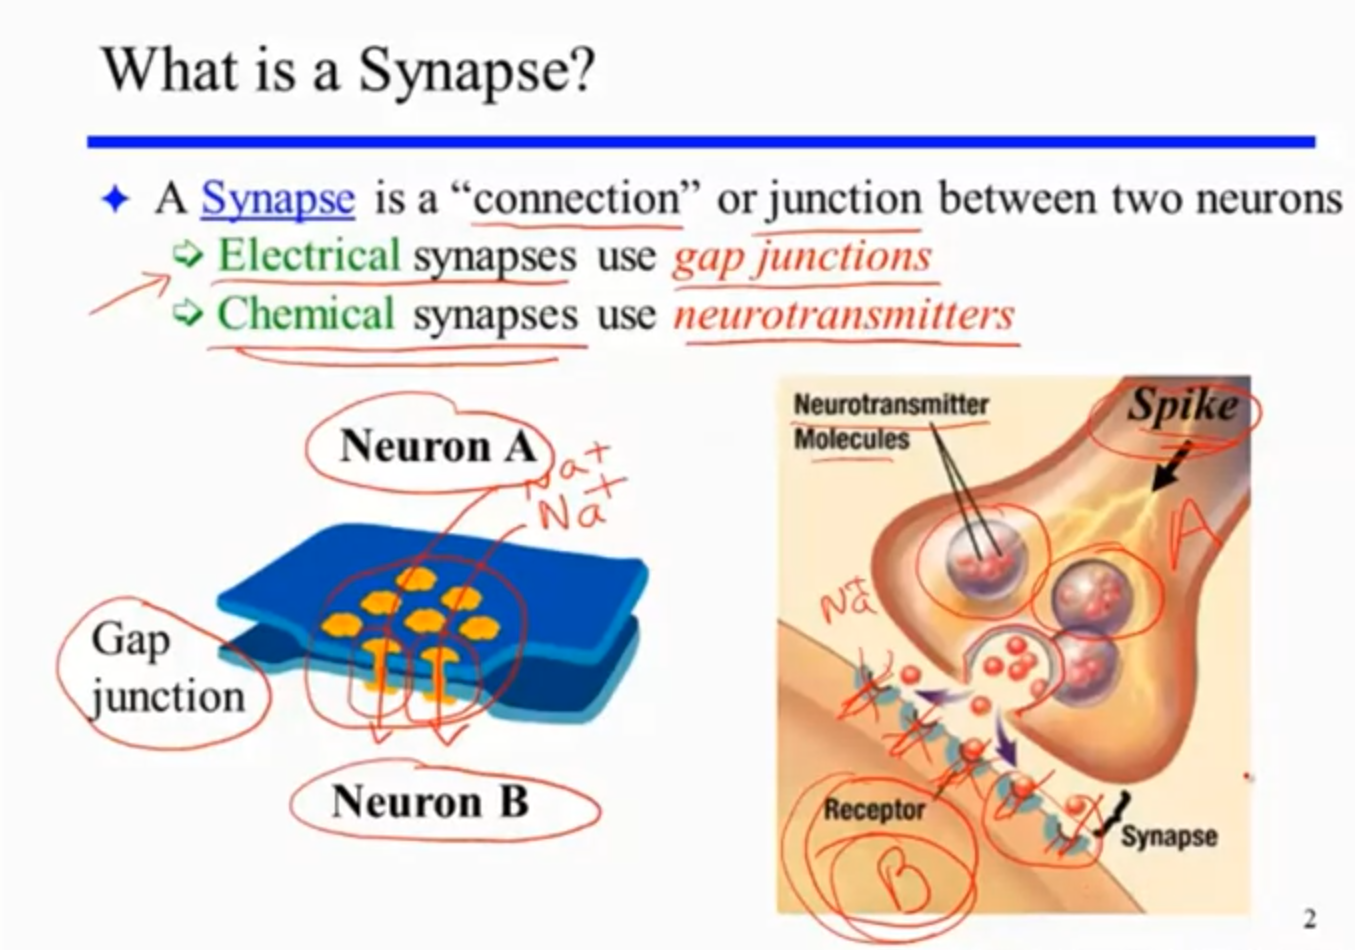 What is a Synapse?
A Synapse is a “connection” or junction between two neurons
Electrical synapses use gap junctions
Chemical synapses use neurotransmitters
Neuron A
Na+
Na+
Gap
junction
Neuron B
Neurotransmitter
Molecules
Spike
A
Na+
Receptor
B
Synapse
2